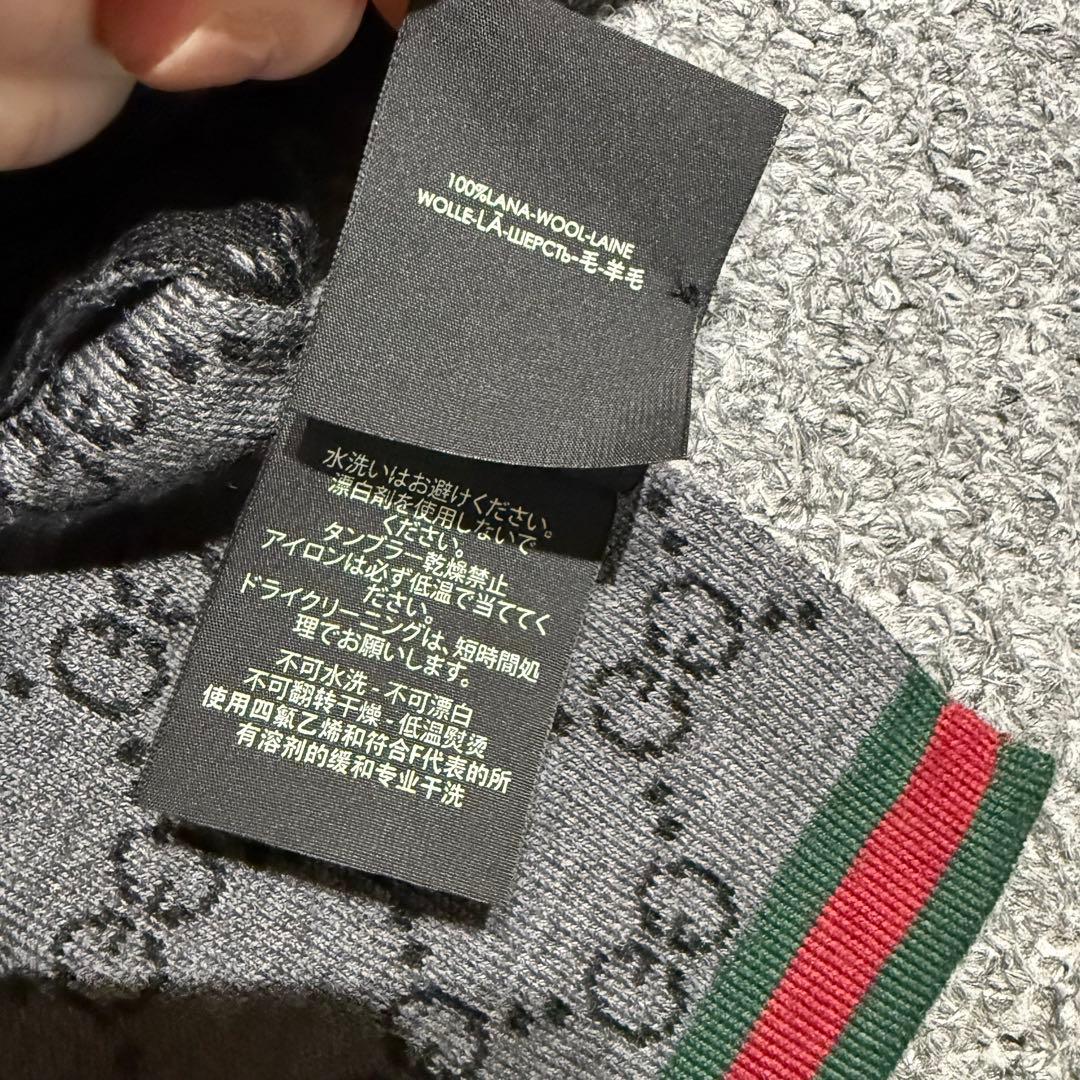 100%LANA-WOOL-LAINE
WOLLE-LÃ-ШЕРСТЬ-毛-羊毛
水洗いはお避けください。
漂白剤を使用しないで
ください。
タンブラー乾燥禁止
アイロンは必ず低温で当ててく
ださい。
ドライクリーニングは、短時間処
理でお願いします。
不可水洗 - 不可漂白
不可翻转干燥 - 低温熨烫
使用四氯乙烯和符合F代表的所
有溶剂的缓和专业干洗